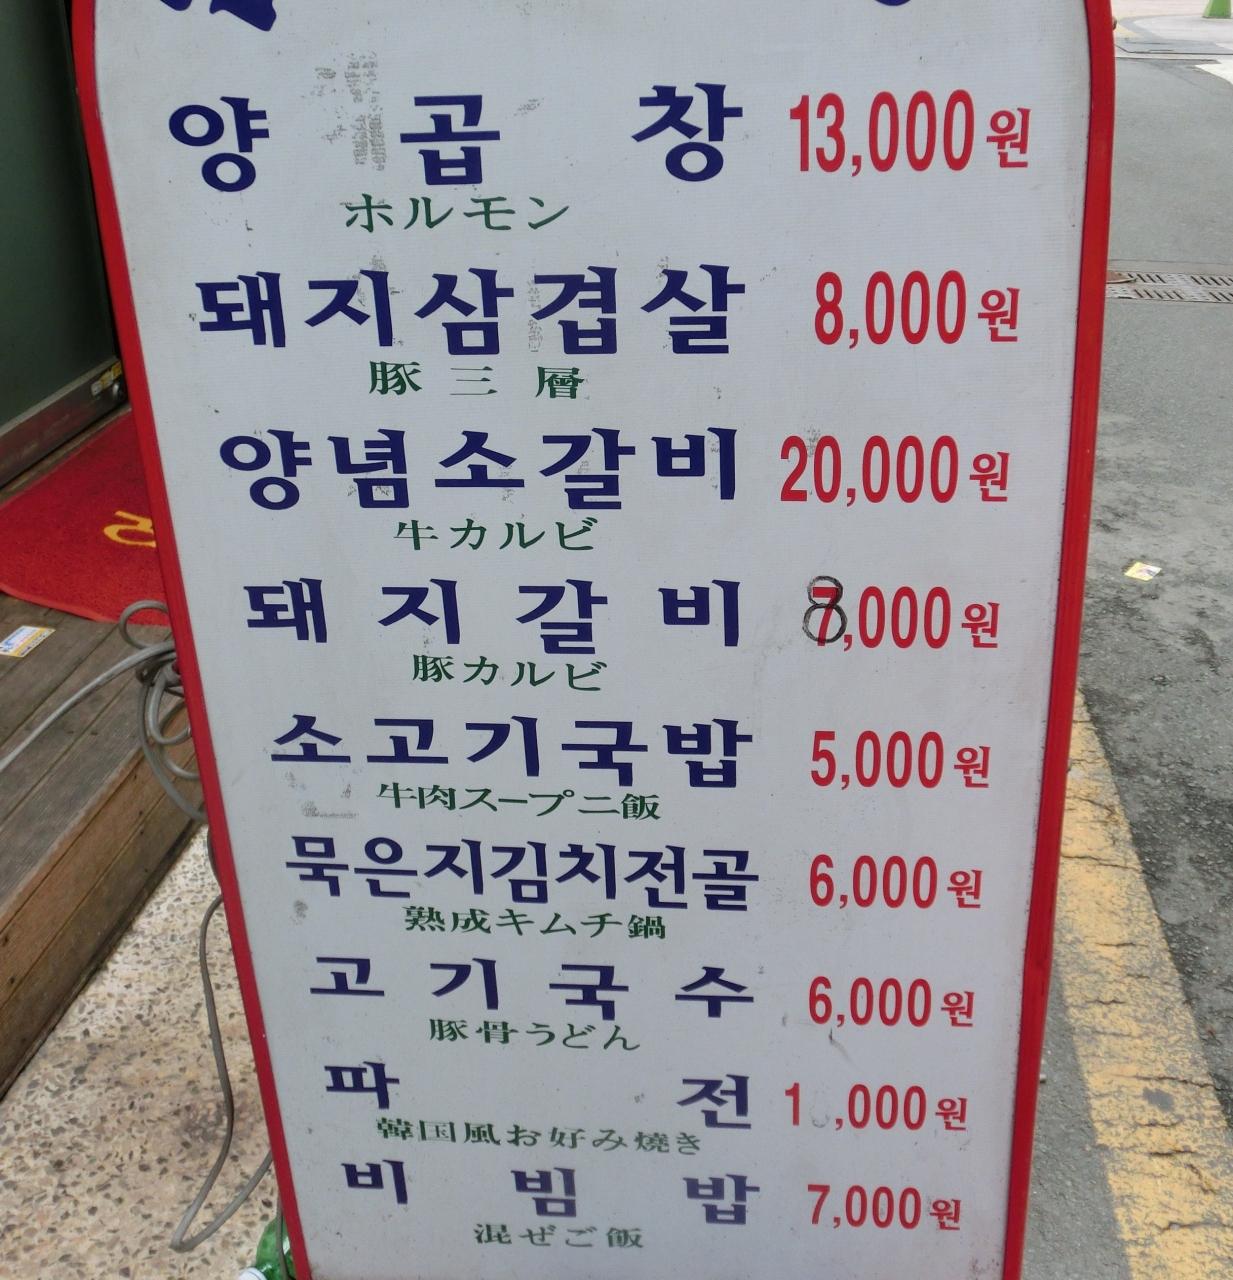 양곱창 13,000원
ホルモン
돼지삼겹살 8,000원
豚三層
양념소갈비 20,000원
牛カルビ
돼지갈비 8,000원
豚カルビ
소고기국밥 5,000원
牛肉スープ二飯
묵은지김치전골 6,000원
熟成キムチ鍋
고기국수 6,000원
豚骨うどん
파전 1 ,000원
韓国風お好み焼き
비빔밥 7,000원
混ぜご飯